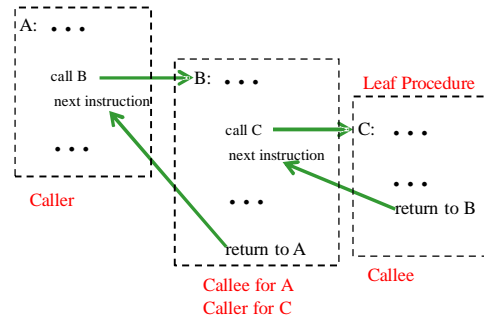 A: • • •
call B
next instruction
• • •
Caller
B: • • •
call C
next instruction
• • •
return to A
Callee for A
Caller for C
Leaf Procedure
C: • • •
• • •
return to B
Callee